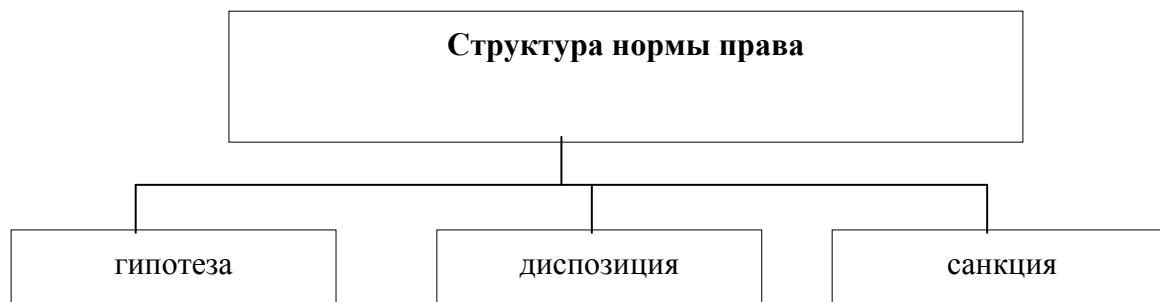 Структура нормы права
гипотеза
диспозиция
санкция